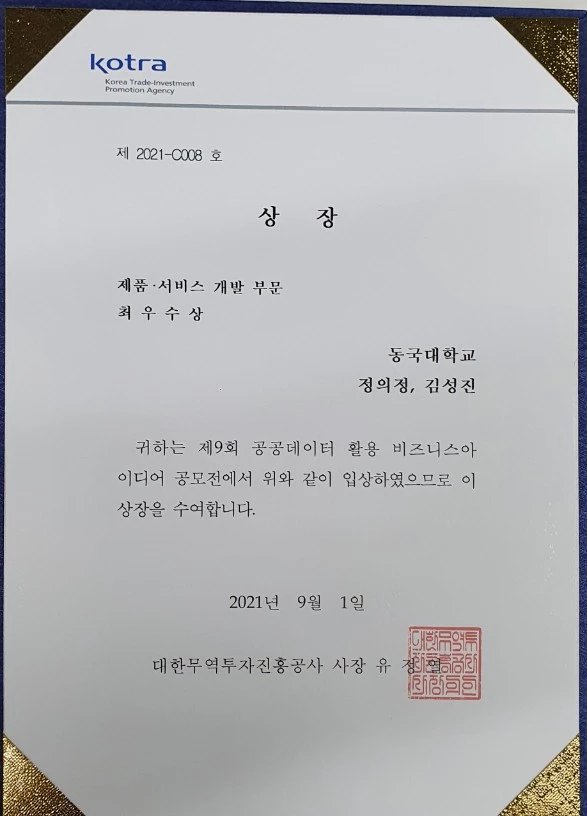 kotra
Korea Trade-Investment
Promotion Agency
제 2021-C008 호
상 장
제품·서비스 개발 부문
최 우 수 상
동국대학교
정의정, 김성진
귀하는 제9회 공공데이터 활용 비즈니스아
이디어 공모전에서 위와 같이 입상하였으므로 이
상장을 수여합니다.
2021년 9월 1일
대한무역투자진흥공사 사장 유 정 열